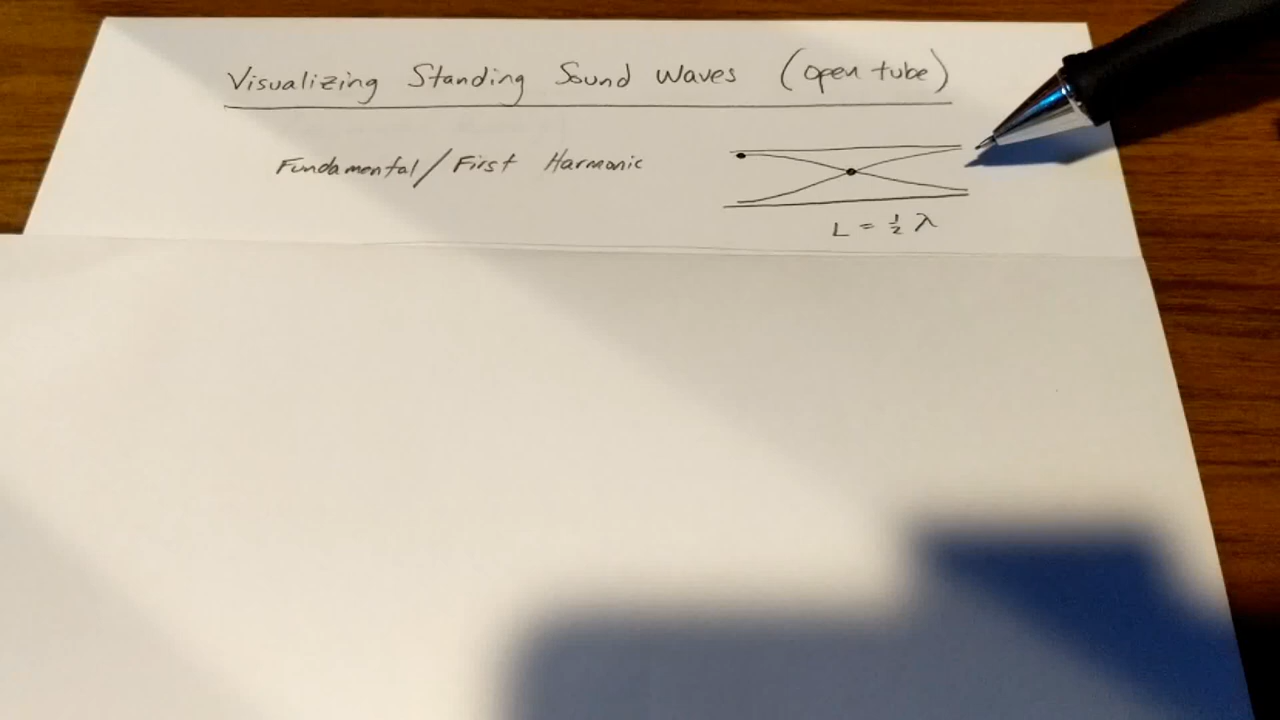 Visualizing Standing Sound Waves (open tube)
Fundamental/First Harmonic
L = ½ λ